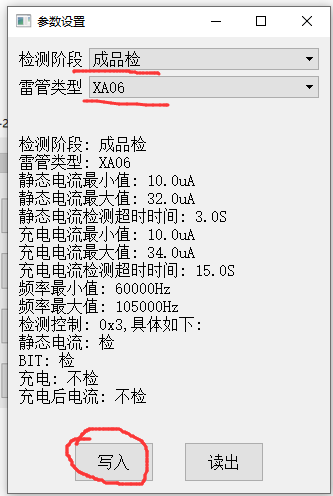 参数设置
检测阶段 成品检
雷管类型 XA06
检测阶段: 成品检
雷管类型: XA06
静态电流最小值: 10.0uA
静态电流最大值: 32.0uA
静态电流检测超时时间: 3.0S
充电电流最小值: 10.0uA
充电电流最大值: 34.0uA
充电电流检测超时时间: 15.0S
频率最小值: 60000Hz
频率最大值: 105000Hz
检测控制: 0x3,具体如下:
静态电流: 检
BIT: 检
充电: 不检
充电后电流: 不检
写入 读出